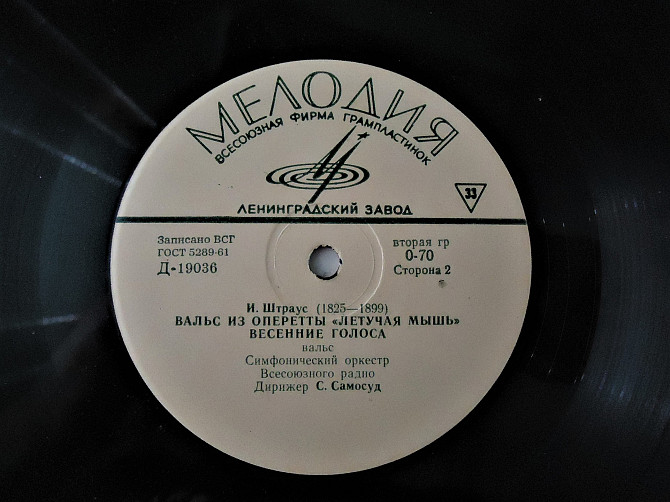 МЕЛОДИЯ
ВСЕСОЮЗНАЯ ФИРМА ГРАМПЛАСТИНОК
33
ЛЕНИНГРАДСКИЙ ЗАВОД
Записано ВСГ
ГОСТ 5289-61
Д-19036
вторая гр
0-70
Сторона 2
И. Штраус (1825—1899)
ВАЛЬС ИЗ ОПЕРЕТТЫ «ЛЕТУЧАЯ МЫШЬ»
ВЕСЕННИЕ ГОЛОСА
вальс
Симфонический оркестр
Всесоюзного радио
Дирижер С. Самосуд